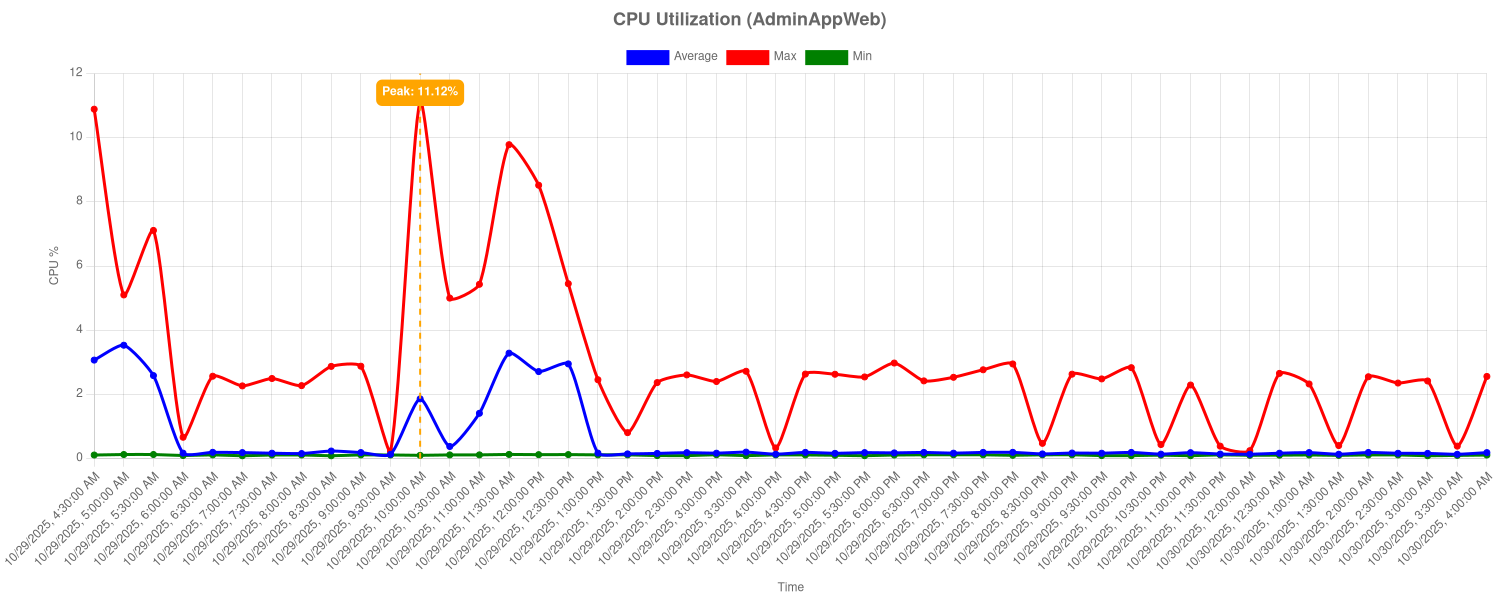 CPU Utilization (AdminAppWeb)
Average Max Min
12
Peak: 11.12%
10
8
6
4
2
0
CPU %
10/29/2025, 4:30:00 AM
10/29/2025, 5:00:00 AM
10/29/2025, 5:30:00 AM
10/29/2025, 6:00:00 AM
10/29/2025, 6:30:00 AM
10/29/2025, 7:00:00 AM
10/29/2025, 7:30:00 AM
10/29/2025, 8:00:00 AM
10/29/2025, 8:30:00 AM
10/29/2025, 9:00:00 AM
10/29/2025, 9:30:00 AM
10/29/2025, 10:00:00 AM
10/29/2025, 10:30:00 AM
10/29/2025, 11:00:00 AM
10/29/2025, 11:30:00 AM
10/29/2025, 12:00:00 PM
10/29/2025, 12:30:00 PM
10/29/2025, 1:00:00 PM
10/29/2025, 1:30:00 PM
10/29/2025, 2:00:00 PM
10/29/2025, 2:30:00 PM
10/29/2025, 3:00:00 PM
10/29/2025, 3:30:00 PM
10/29/2025, 4:00:00 PM
10/29/2025, 4:30:00 PM
10/29/2025, 5:00:00 PM
10/29/2025, 5:30:00 PM
10/29/2025, 6:00:00 PM
10/29/2025, 6:30:00 PM
10/29/2025, 7:00:00 PM
10/29/2025, 7:30:00 PM
10/29/2025, 8:00:00 PM
10/29/2025, 8:30:00 PM
10/29/2025, 9:00:00 PM
10/29/2025, 9:30:00 PM
10/29/2025, 10:00:00 PM
10/29/2025, 10:30:00 PM
10/29/2025, 11:00:00 PM
10/29/2025, 11:30:00 PM
10/30/2025, 12:00:00 AM
10/30/2025, 12:30:00 AM
10/30/2025, 1:00:00 AM
10/30/2025, 1:30:00 AM
10/30/2025, 2:00:00 AM
10/30/2025, 2:30:00 AM
10/30/2025, 3:00:00 AM
10/30/2025, 3:30:00 AM
10/30/2025, 4:00:00 AM
Time